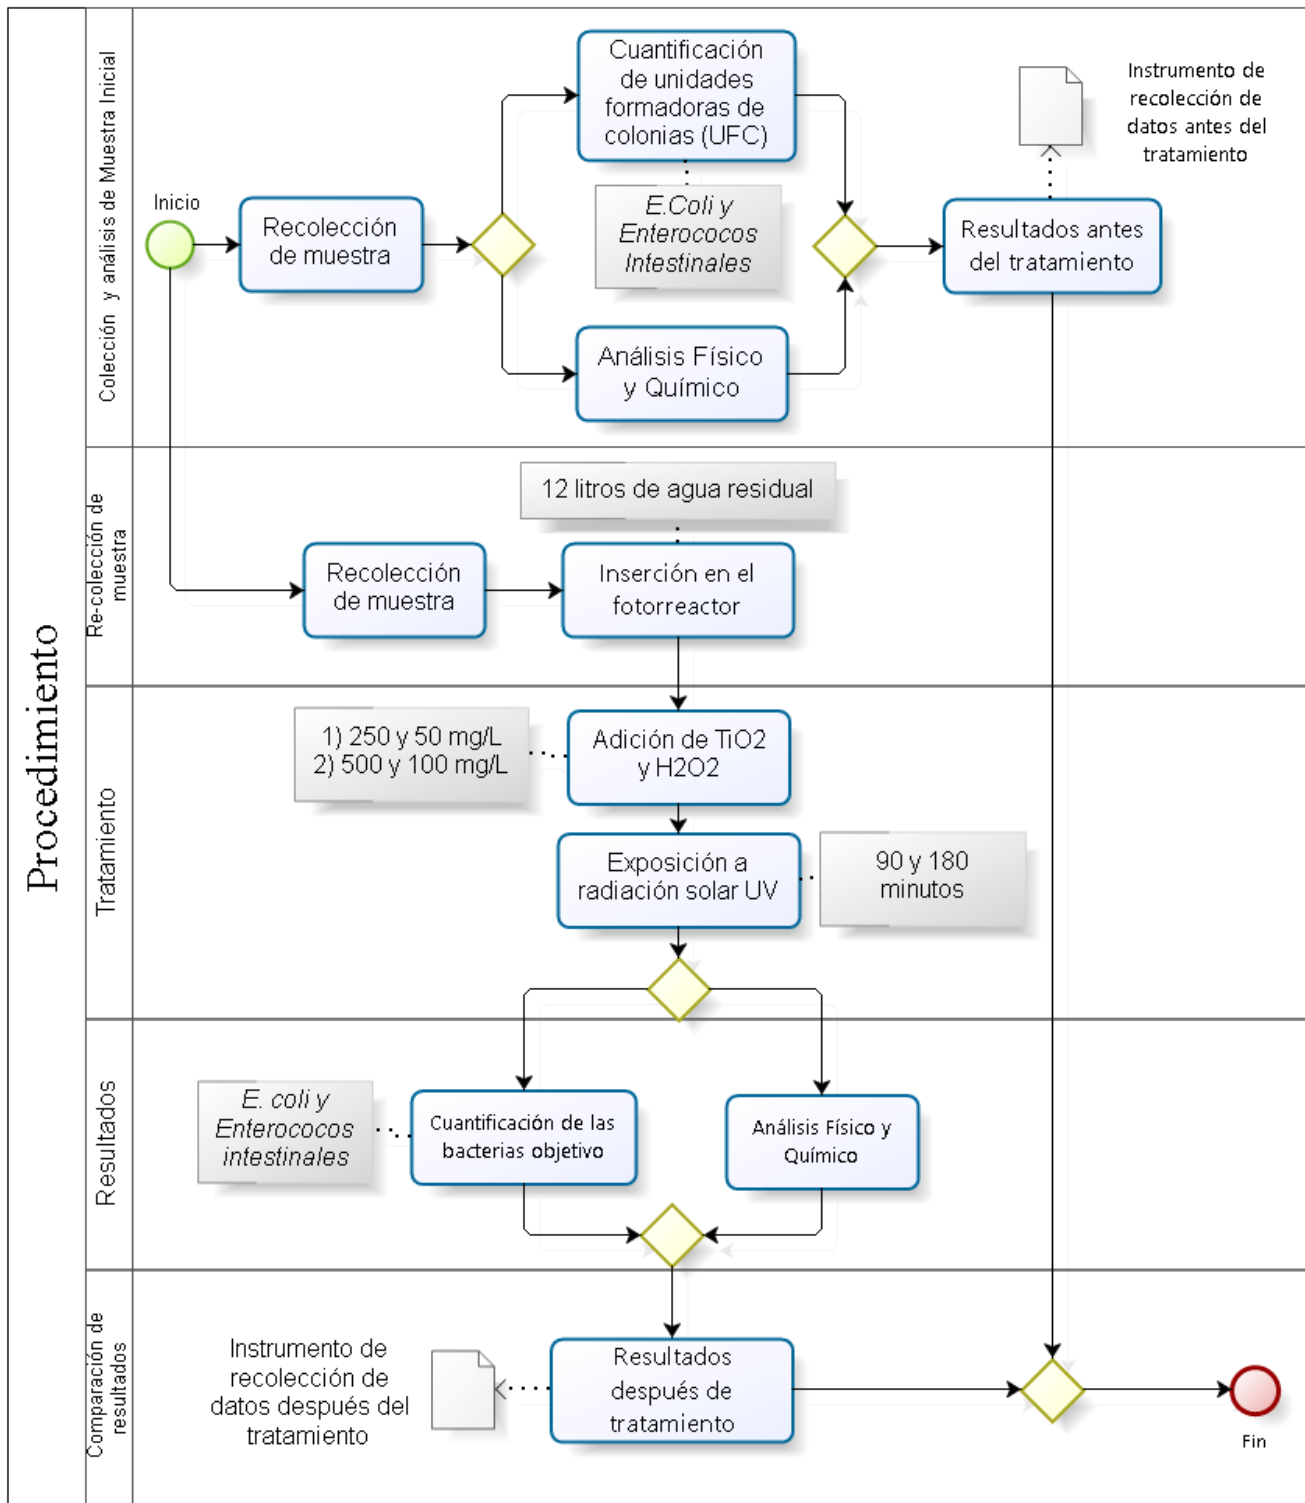 Procedimiento
Colección y análisis de Muestra Inicial
Inicio
Recolección
de muestra
Cuantificación
de unidades
formadoras de
colonias (UFC)
E.Coli y
Enterococos
Intestinales
Análisis Físico
y Químico
Resultados antes
del tratamiento
Instrumento de
recolección de
datos antes del
tratamiento
Re-colección de
muestra
Recolección
de muestra
12 litros de agua residual
Inserción en el
fotorreactor
Tratamiento
1) 250 y 50 mg/L
2) 500 y 100 mg/L
Adición de TiO2
y H2O2
Exposición a
radiación solar UV
90 y 180
minutos
Resultados
E. coli y
Enterococos
intestinales
Cuantificación de las
bacterias objetivo
Análisis Físico y
Químico
Comparación de
resultados
Instrumento de
recolección de
datos después del
tratamiento
Resultados
después de
tratamiento
Fin